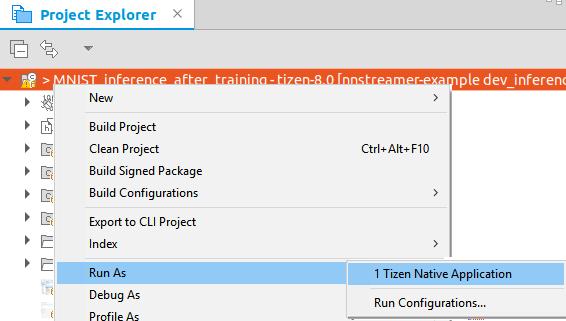 Project Explorer
> MNIST_inference_after_training - tizen-8.0 [nnstreamer-example dev_inferenc
New
Build Project
Clean Project Ctrl+Alt+F10
Build Signed Package
Build Configurations
Export to CLI Project
Index
Run As
1 Tizen Native Application
Debug As
Run Configurations...
Profile As